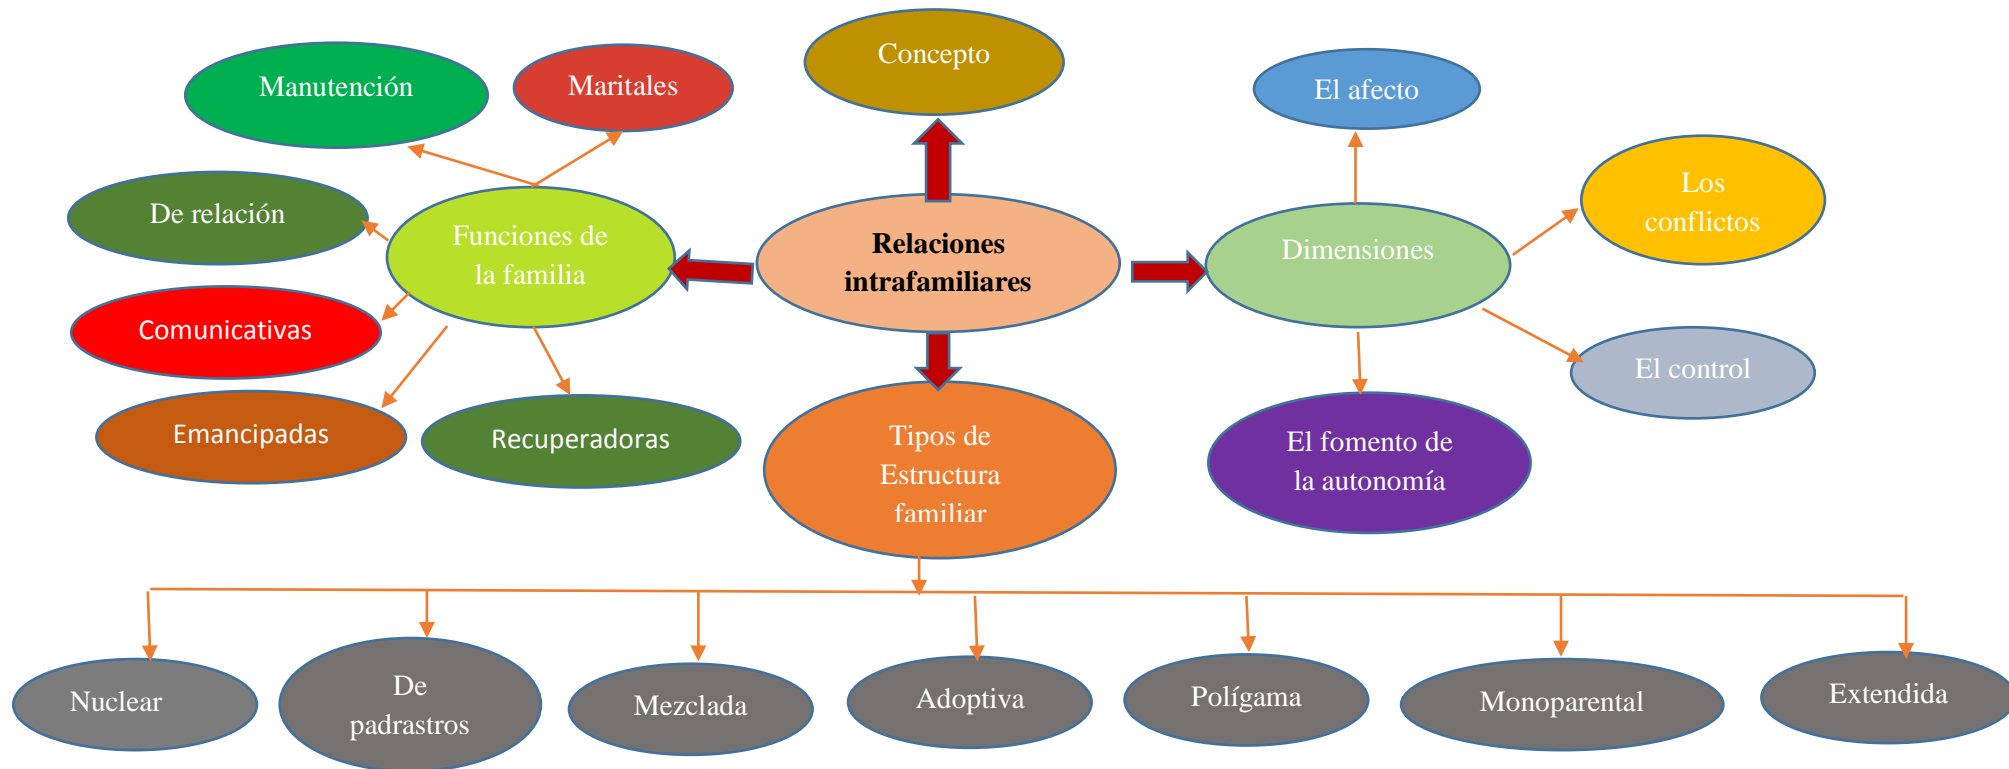 Concepto
Manutención
Maritales
El afecto
Los
conflictos
De relación
Funciones de
la familia
Relaciones
intrafamiliares
Dimensiones
Comunicativas
El control
Emancipadas
Recuperadoras
Tipos de
Estructura
familiar
El fomento de
la autonomía
Nuclear
De
padrastros
Mezclada
Adoptiva
Polígama
Monoparental
Extendida